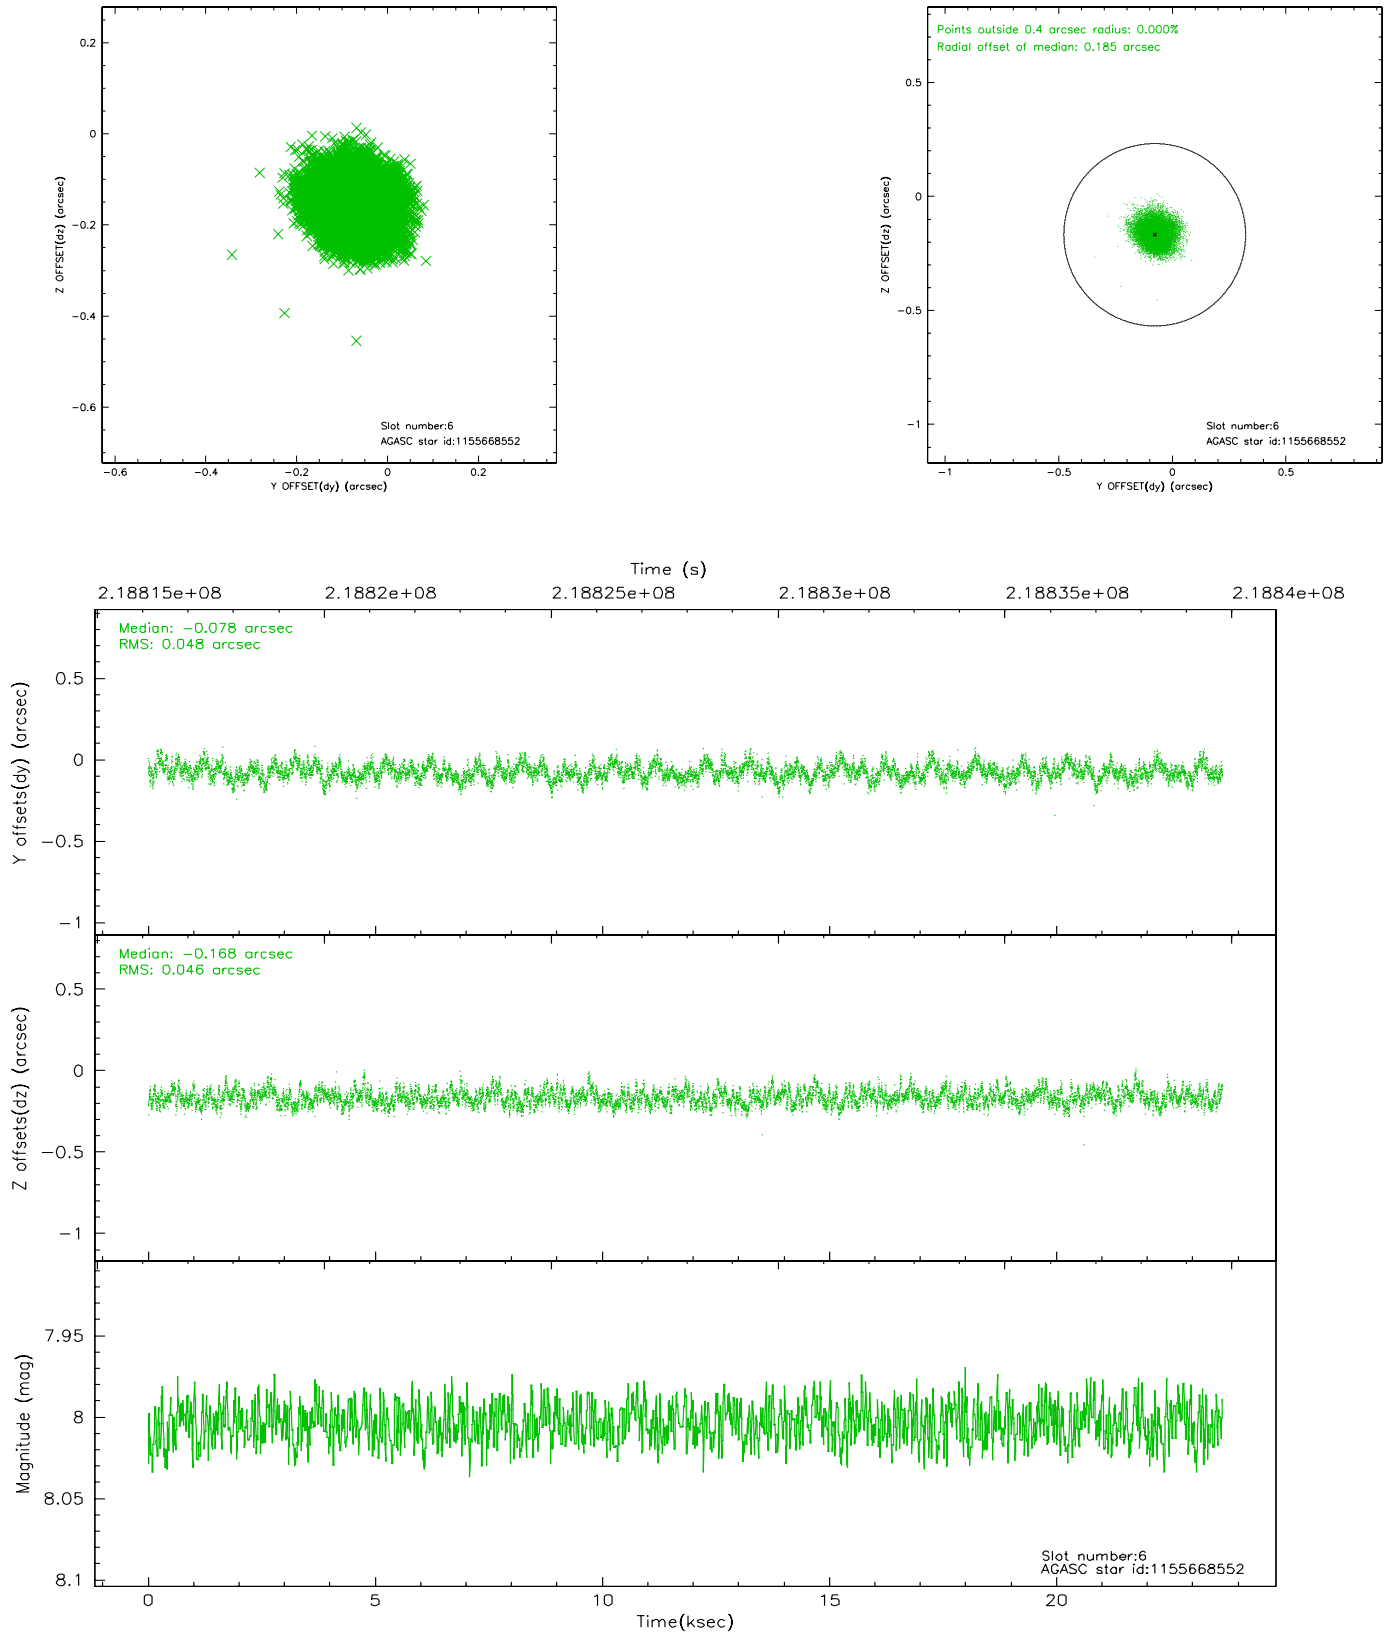 0.2
0
−0.2
−0.4
−0.6
Z OFFSET(dz) (arcsec)
Slot number:6
AGASC star id:1155668552
−0.6 −0.4 −0.2 0 0.2
Y OFFSET(dy) (arcsec)
Points outside 0.4 arcsec radius: 0.000%
Radial offset of median: 0.185 arcsec
0.5
0
−0.5
−1
Z OFFSET(dz) (arcsec)
Slot number:6
AGASC star id:1155668552
−1 −0.5 0 0.5
Y OFFSET(dy) (arcsec)
Time (s)
2.18815e+08 2.1882e+08 2.18825e+08 2.1883e+08 2.18835e+08 2.1884e+08
Median: −0.078 arcsec
RMS: 0.048 arcsec
0.5
0
−0.5
−1
Y offsets(dy) (arcsec)
Median: −0.168 arcsec
RMS: 0.046 arcsec
0.5
0
−0.5
−1
Z offsets(dz) (arcsec)
7.95
8
8.05
8.1
Magnitude (mag)
Slot number:6
AGASC star id:1155668552
0 5 10 15 20
Time(ksec)